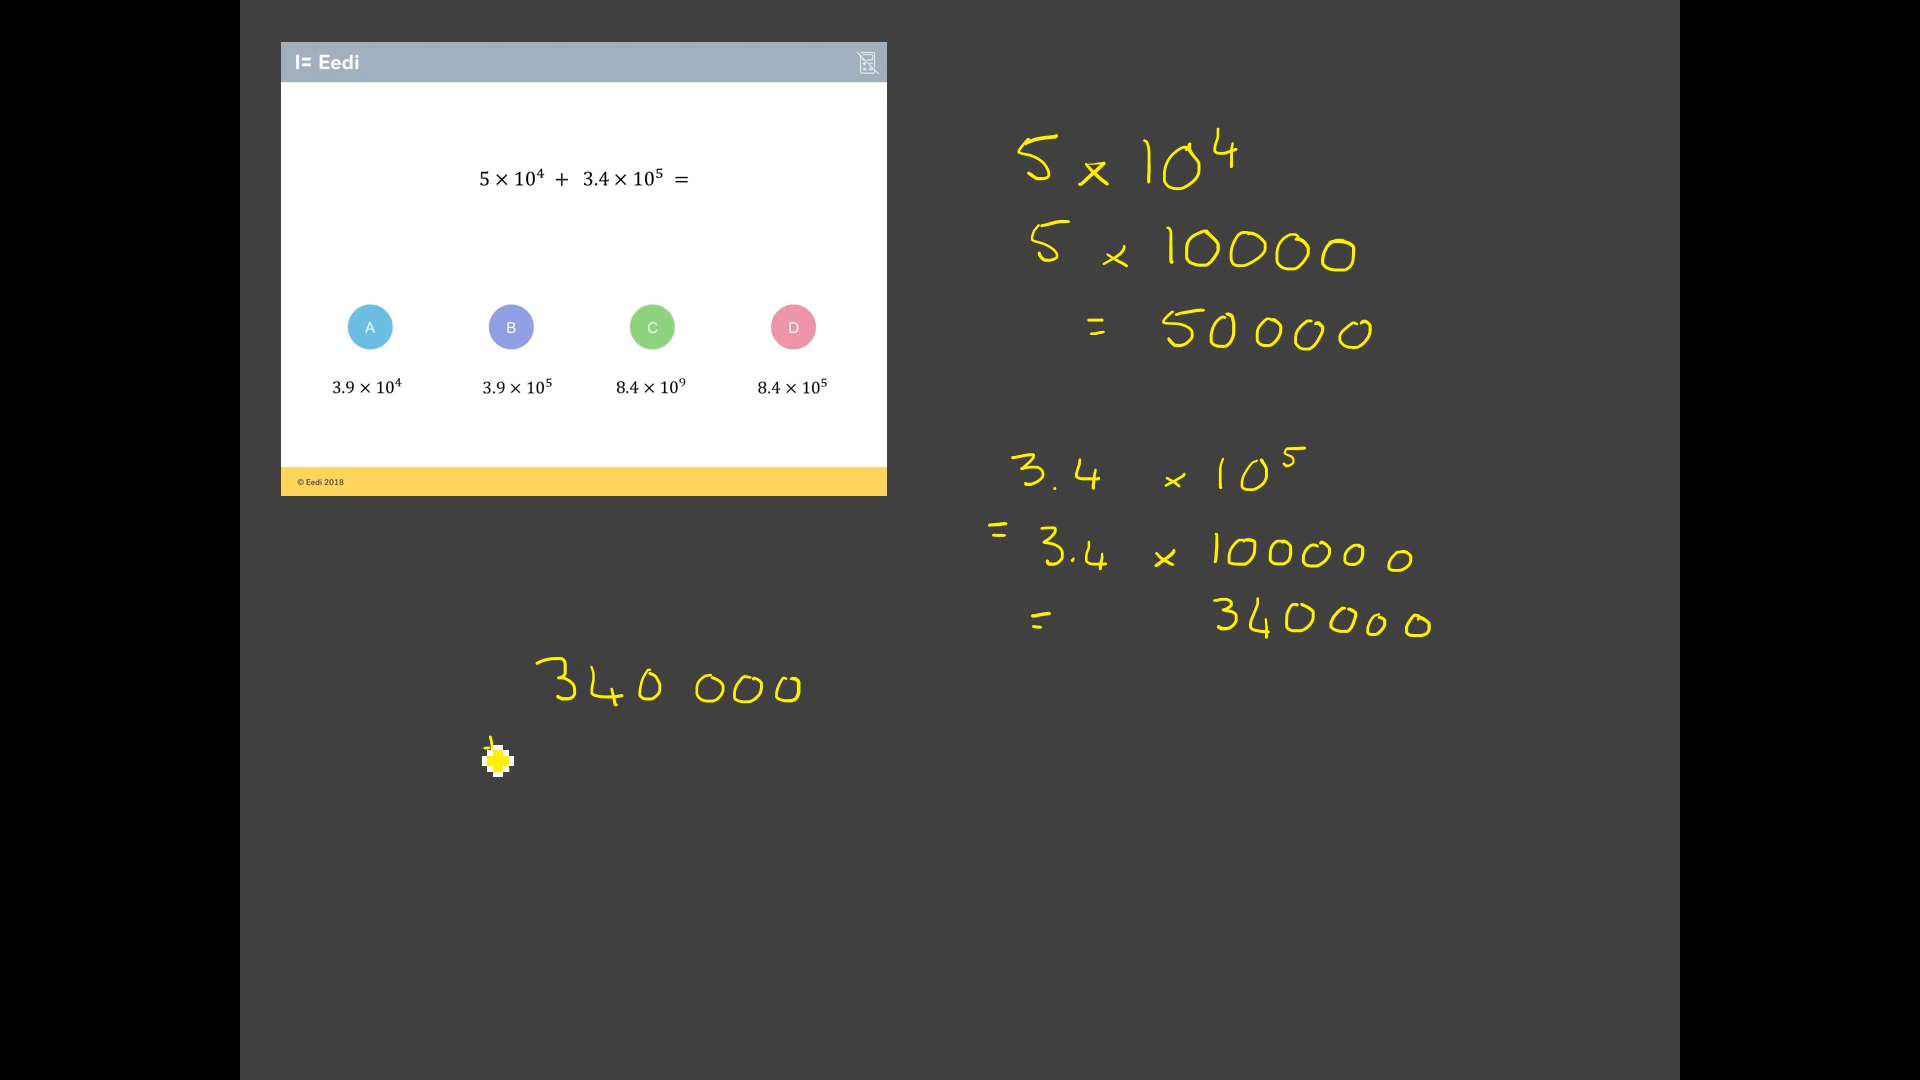 I= Eedi
5 × 10⁴ + 3.4 × 10⁵ =
A B C D
3.9 × 10⁴ 3.9 × 10⁵ 8.4 × 10⁹ 8.4 × 10⁵
© Eedi 2018
5 × 10⁴
5 × 10000
= 50000
3.4 × 10⁵
= 3.4 × 100000
= 340000
340 000
+